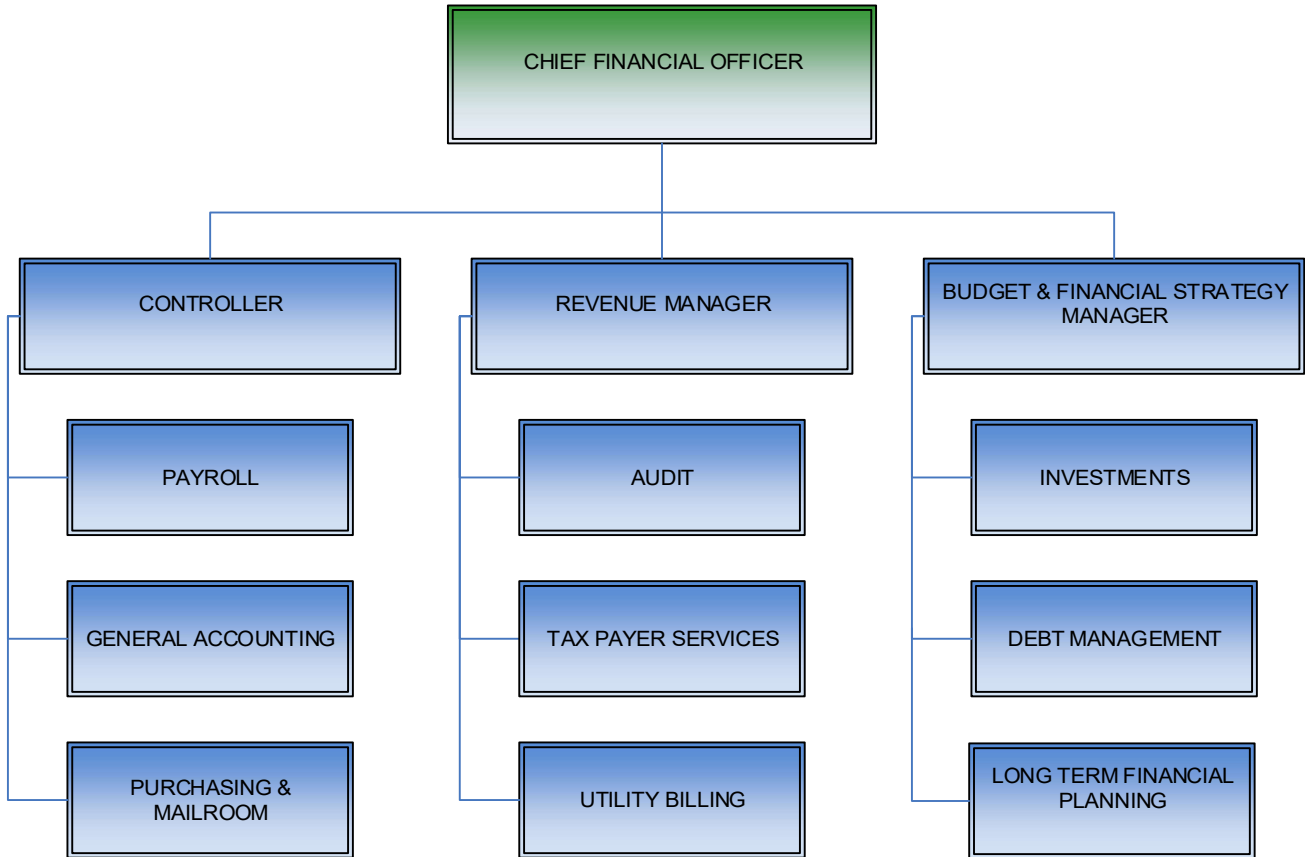 CHIEF FINANCIAL OFFICER
CONTROLLER
REVENUE MANAGER
BUDGET & FINANCIAL STRATEGY
MANAGER
PAYROLL
AUDIT
INVESTMENTS
GENERAL ACCOUNTING
TAX PAYER SERVICES
DEBT MANAGEMENT
PURCHASING &
MAILROOM
UTILITY BILLING
LONG TERM FINANCIAL
PLANNING